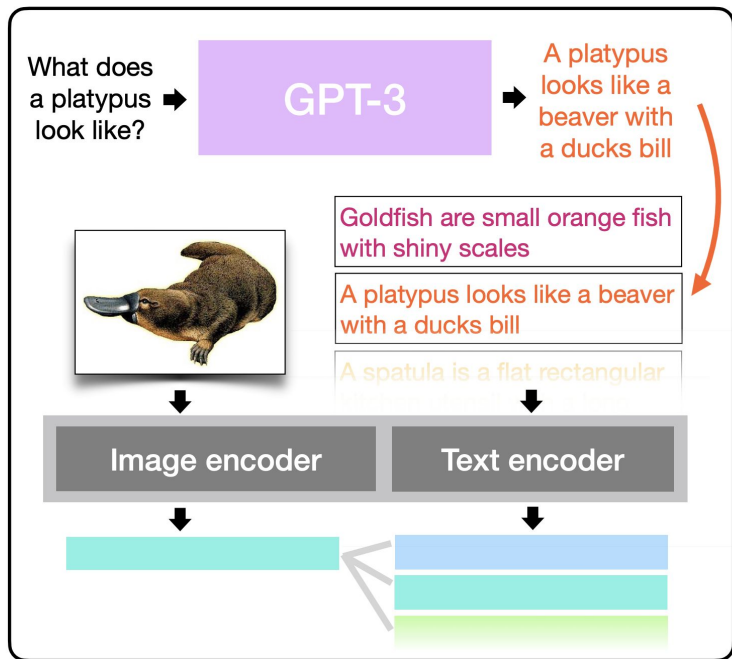 What does
a platypus
look like?
GPT-3
A platypus
looks like a
beaver with
a ducks bill
Goldfish are small orange fish
with shiny scales
A platypus looks like a beaver
with a ducks bill
A spatula is a flat rectangular
Image encoder
Text encoder